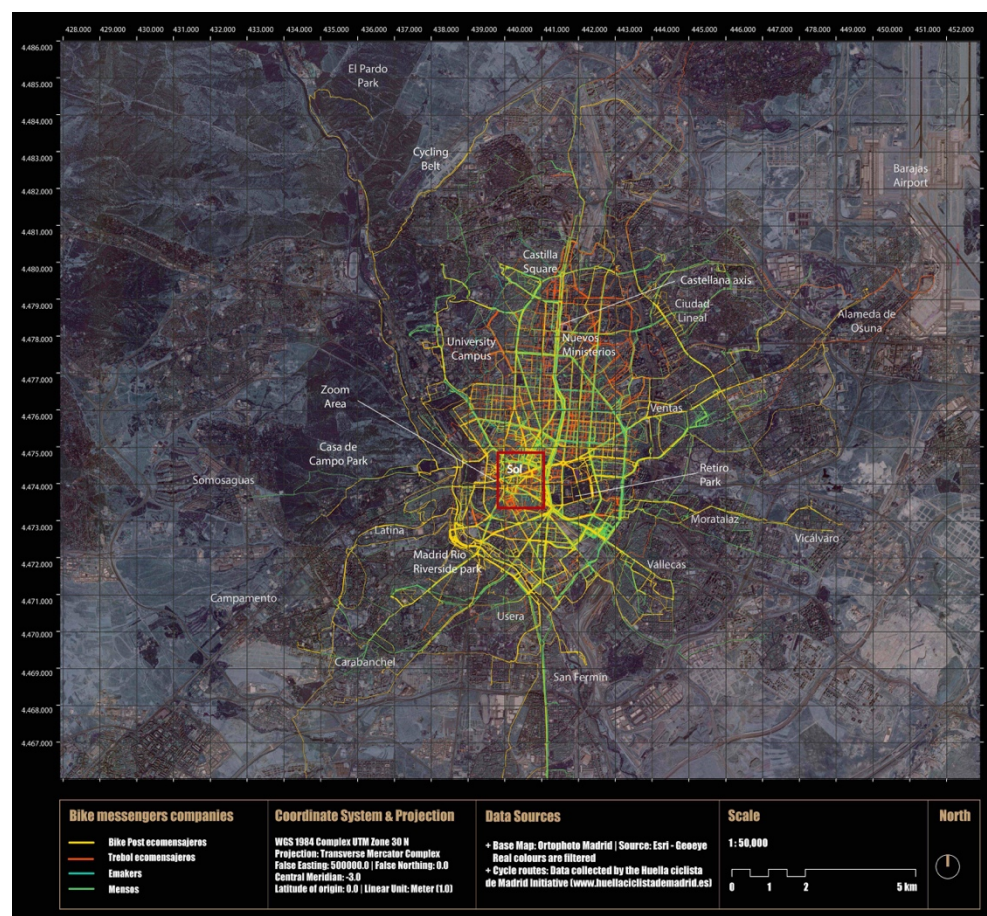 428.000 429.000 430.000 431.000 432.000 433.000 434.000 435.000 436.000 437.000 438.000 439.000 440.000 441.000 442.000 443.000 444.000 445.000 446.000 447.000 448.000 449.000 450.000 451.000 452.000
4,486.000
4,485.000
4,484.000
4,483.000
4,482.000
4,481.000
4,480.000
4,479.000
4,478.000
4,477.000
4,476.000
4,475.000
4,474.000
4,473.000
4,472.000
4,471.000
4,470.000
4,469.000
4,468.000
4,467.000
El Pardo
Park
Cycling
Belt
Barajas
Airport
Castilla
Square
Castellana axis
Ciudad
Lineal
Alameda de
Osuna
University
Campus
Nuevos
Ministerios
Zoom
Area
Ventas
Casa de
Campo Park
Sol
Retiro
Park
Somosaguas
Moratalaz
Latina
Vicálvaro
Madrid Río
Riverside park
Vallecas
Campamento
Usera
Carabanchel
San Fermín
Bike messengers companies
Bike Post ecomensajeros
Trebol ecomensajeros
Emakers
Mensos
Coordinate System & Projection
WGS 1984 Complex UTM Zone 30 N
Projection: Transverse Mercator Complex
False Easting: 500000.0 | False Northing: 0.0
Central Meridian: -3.0
Latitude of origin: 0.0 | Linear Unit: Meter (1.0)
Data Sources
+ Base Map: Ortophoto Madrid | Source: Esri - Geoeye
Real colours are filtered
+ Cycle routes: Data collected by the Huella ciclista
de Madrid Initiative (www.huellaciclistademadrid.es)
Scale
1: 50,000
0 1 2 5 km
North